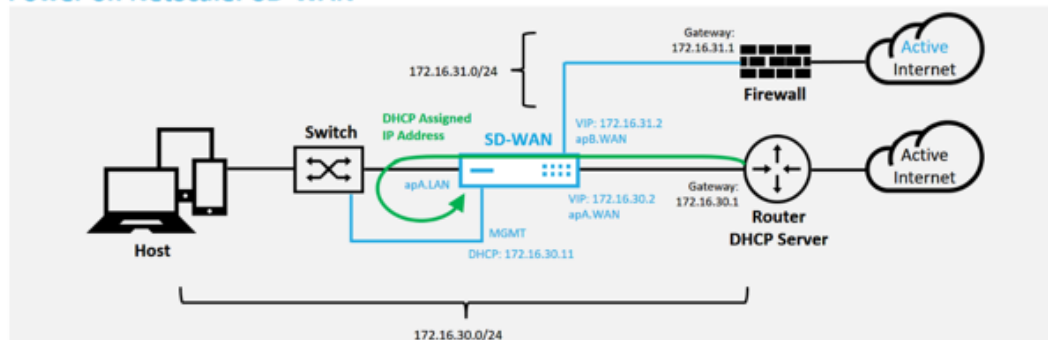 Gateway:
172.16.31.1
Active
Internet
172.16.31.0/24
Firewall
DHCP Assigned
IP Address
Switch
SD-WAN
VIP: 172.16.31.2
apB.WAN
Active
Internet
apA.LAN
Gateway:
172.16.30.1
VIP: 172.16.30.2
apA.WAN
Router
DHCP Server
MGMT
DHCP: 172.16.30.11
Host
172.16.30.0/24